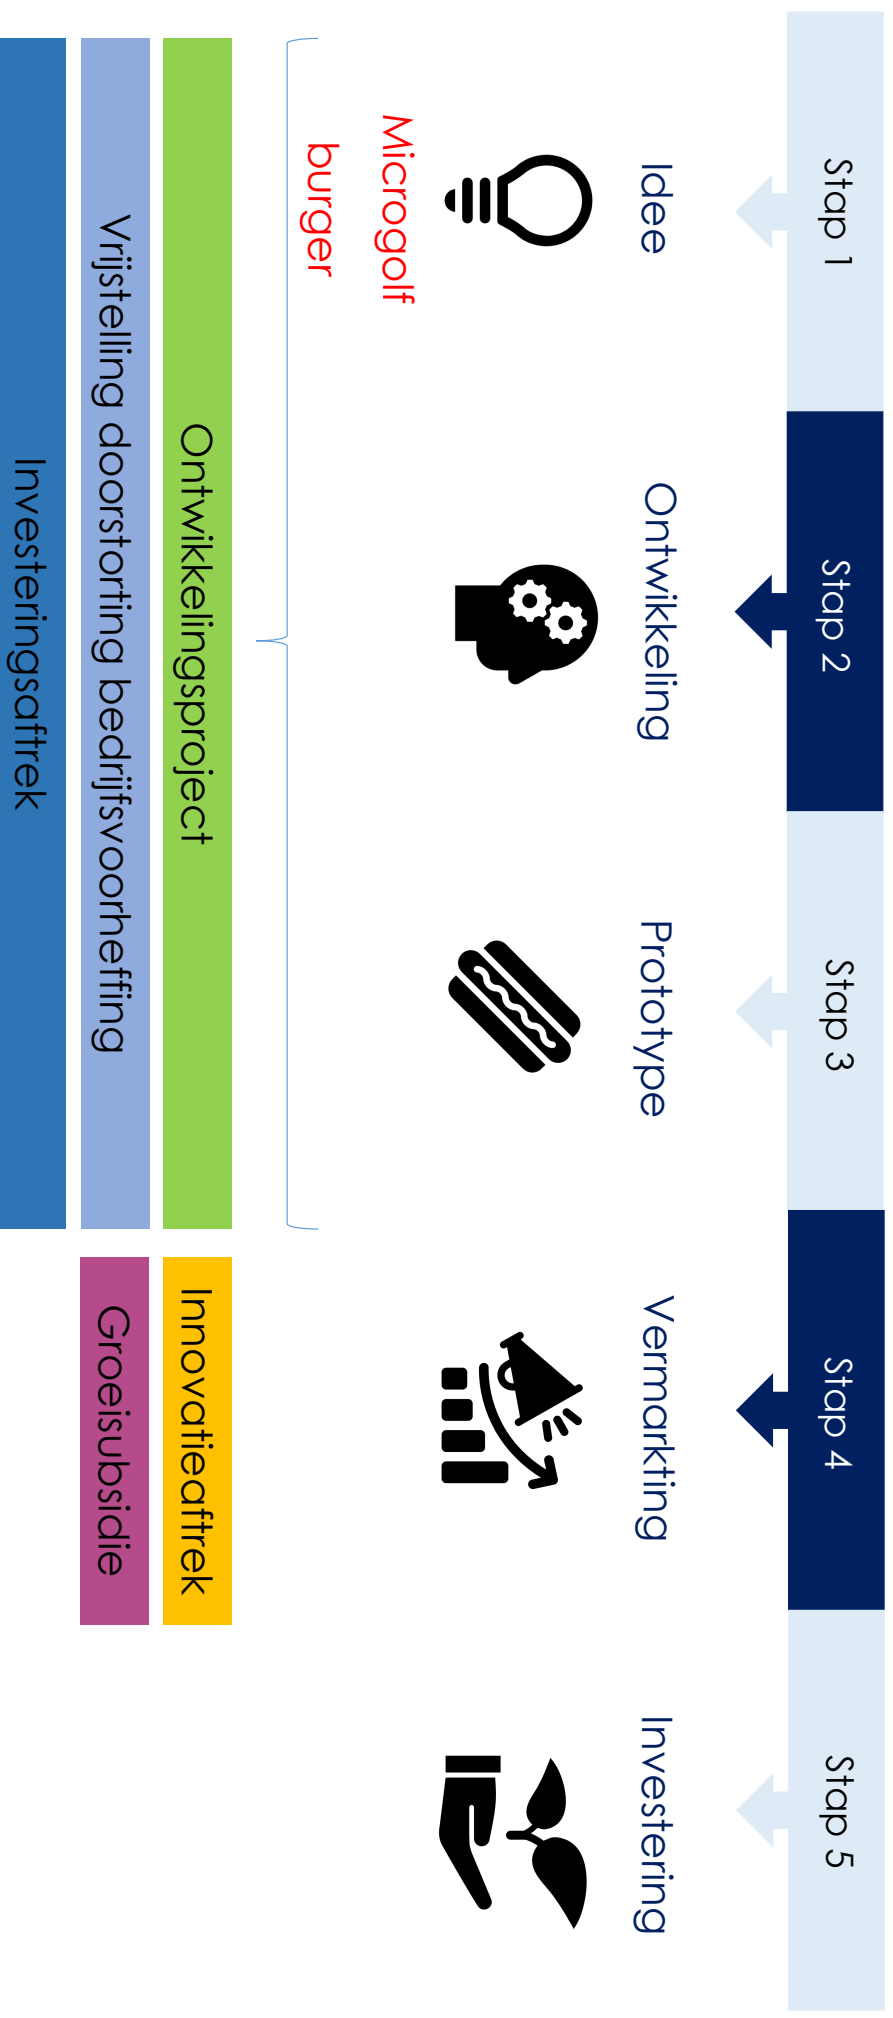 Stap 1
Stap 2
Stap 3
Stap 4
Stap 5
Idee
Ontwikkeling
Prototype
Vermarkting
Investering
Microgolf
burger
Ontwikkelingsproject
Innovatieaftrek
Vrijstelling doorstorting bedrijfsvoorheffing
Groeisubsidie
Investeringsaftrek